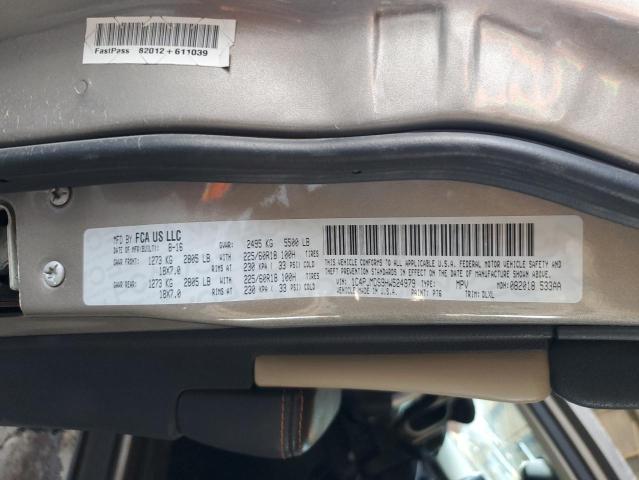 FastPass 82012+611039
MFD BY FCA US LLC
DATE OF MFR(BUILT): 8-16 GVWR: 2495 KG 5500 LB
GAWR FRONT: 1273 KG 2805 LB WITH 225/60R18 100H TIRES
18X7.0 RIMS AT 230 KPA ( 33 PSI) COLD
GAWR REAR: 1273 KG 2805 LB WITH 225/60R18 100H TIRES
18X7.0 RIMS AT 230 KPA ( 33 PSI) COLD
THIS VEHICLE CONFORMS TO ALL APPLICABLE U.S.A. FEDERAL MOTOR VEHICLE SAFETY AND
THEFT PREVENTION STANDARDS IN EFFECT ON THE DATE OF MANUFACTURE SHOWN ABOVE.
VIN: 1C4PJMDS9HW524979 TYPE: MPV MDH: 082018 533AA
VEHICLE MADE IN U.S.A. PAINT: P76 TRIM: DLXL